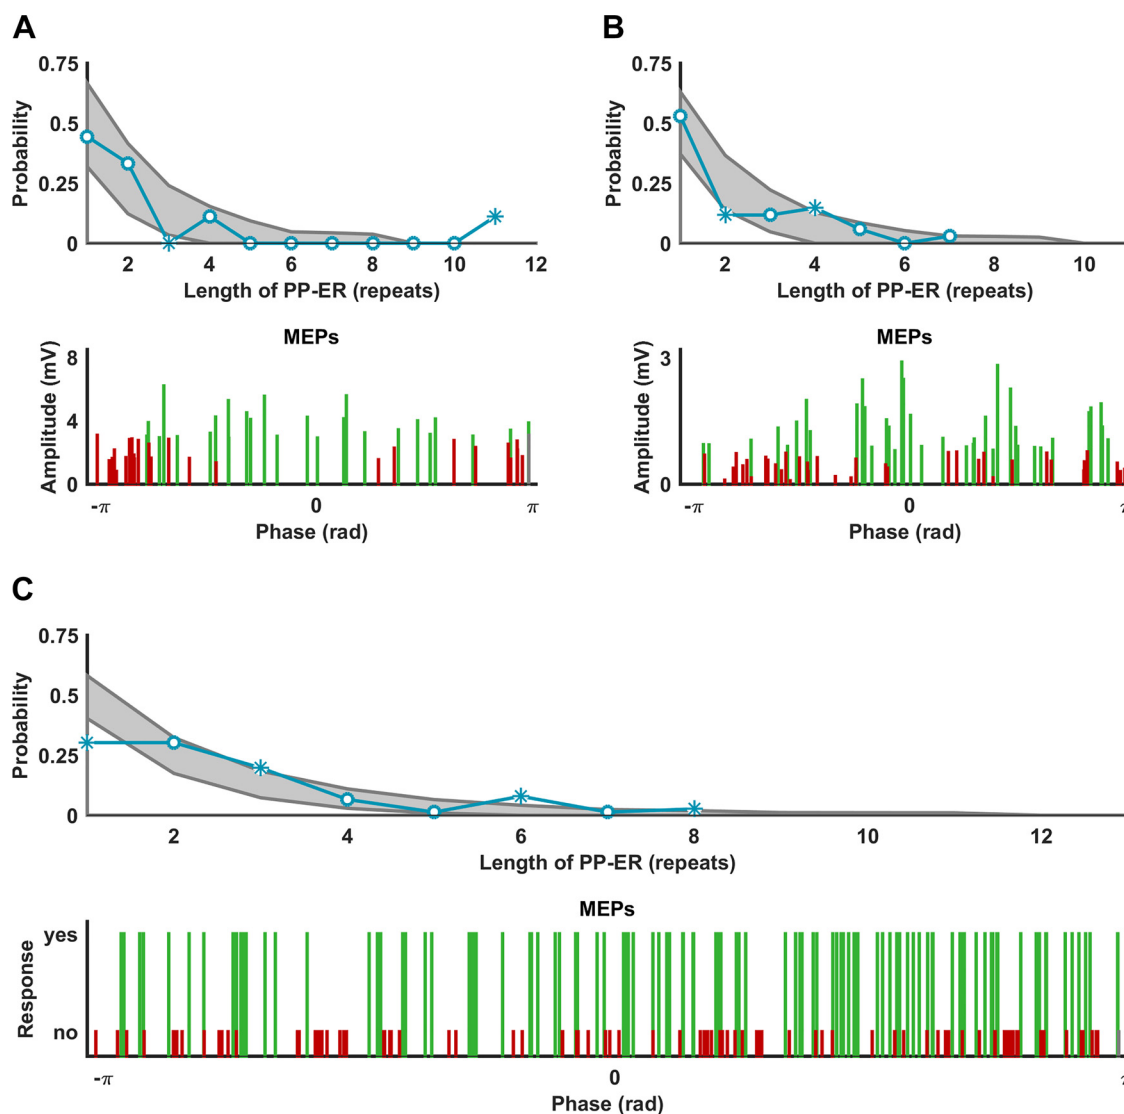 A
B
0.75
0.5
0.25
0
Probability
2
4
6
8
10
12
Length of PP-ER (repeats)
0.75
0.5
0.25
0
Probability
2
4
6
8
10
Length of PP-ER (repeats)
MEPs
8
4
0
Amplitude (mV)
-π
0
π
Phase (rad)
MEPs
3
0
Amplitude (mV)
-π
0
Phase (rad)
C
0.75
0.5
0.25
0
Probability
2
4
6
8
10
12
Length of PP-ER (repeats)
MEPs
yes
no
Response
-π
0
Phase (rad)